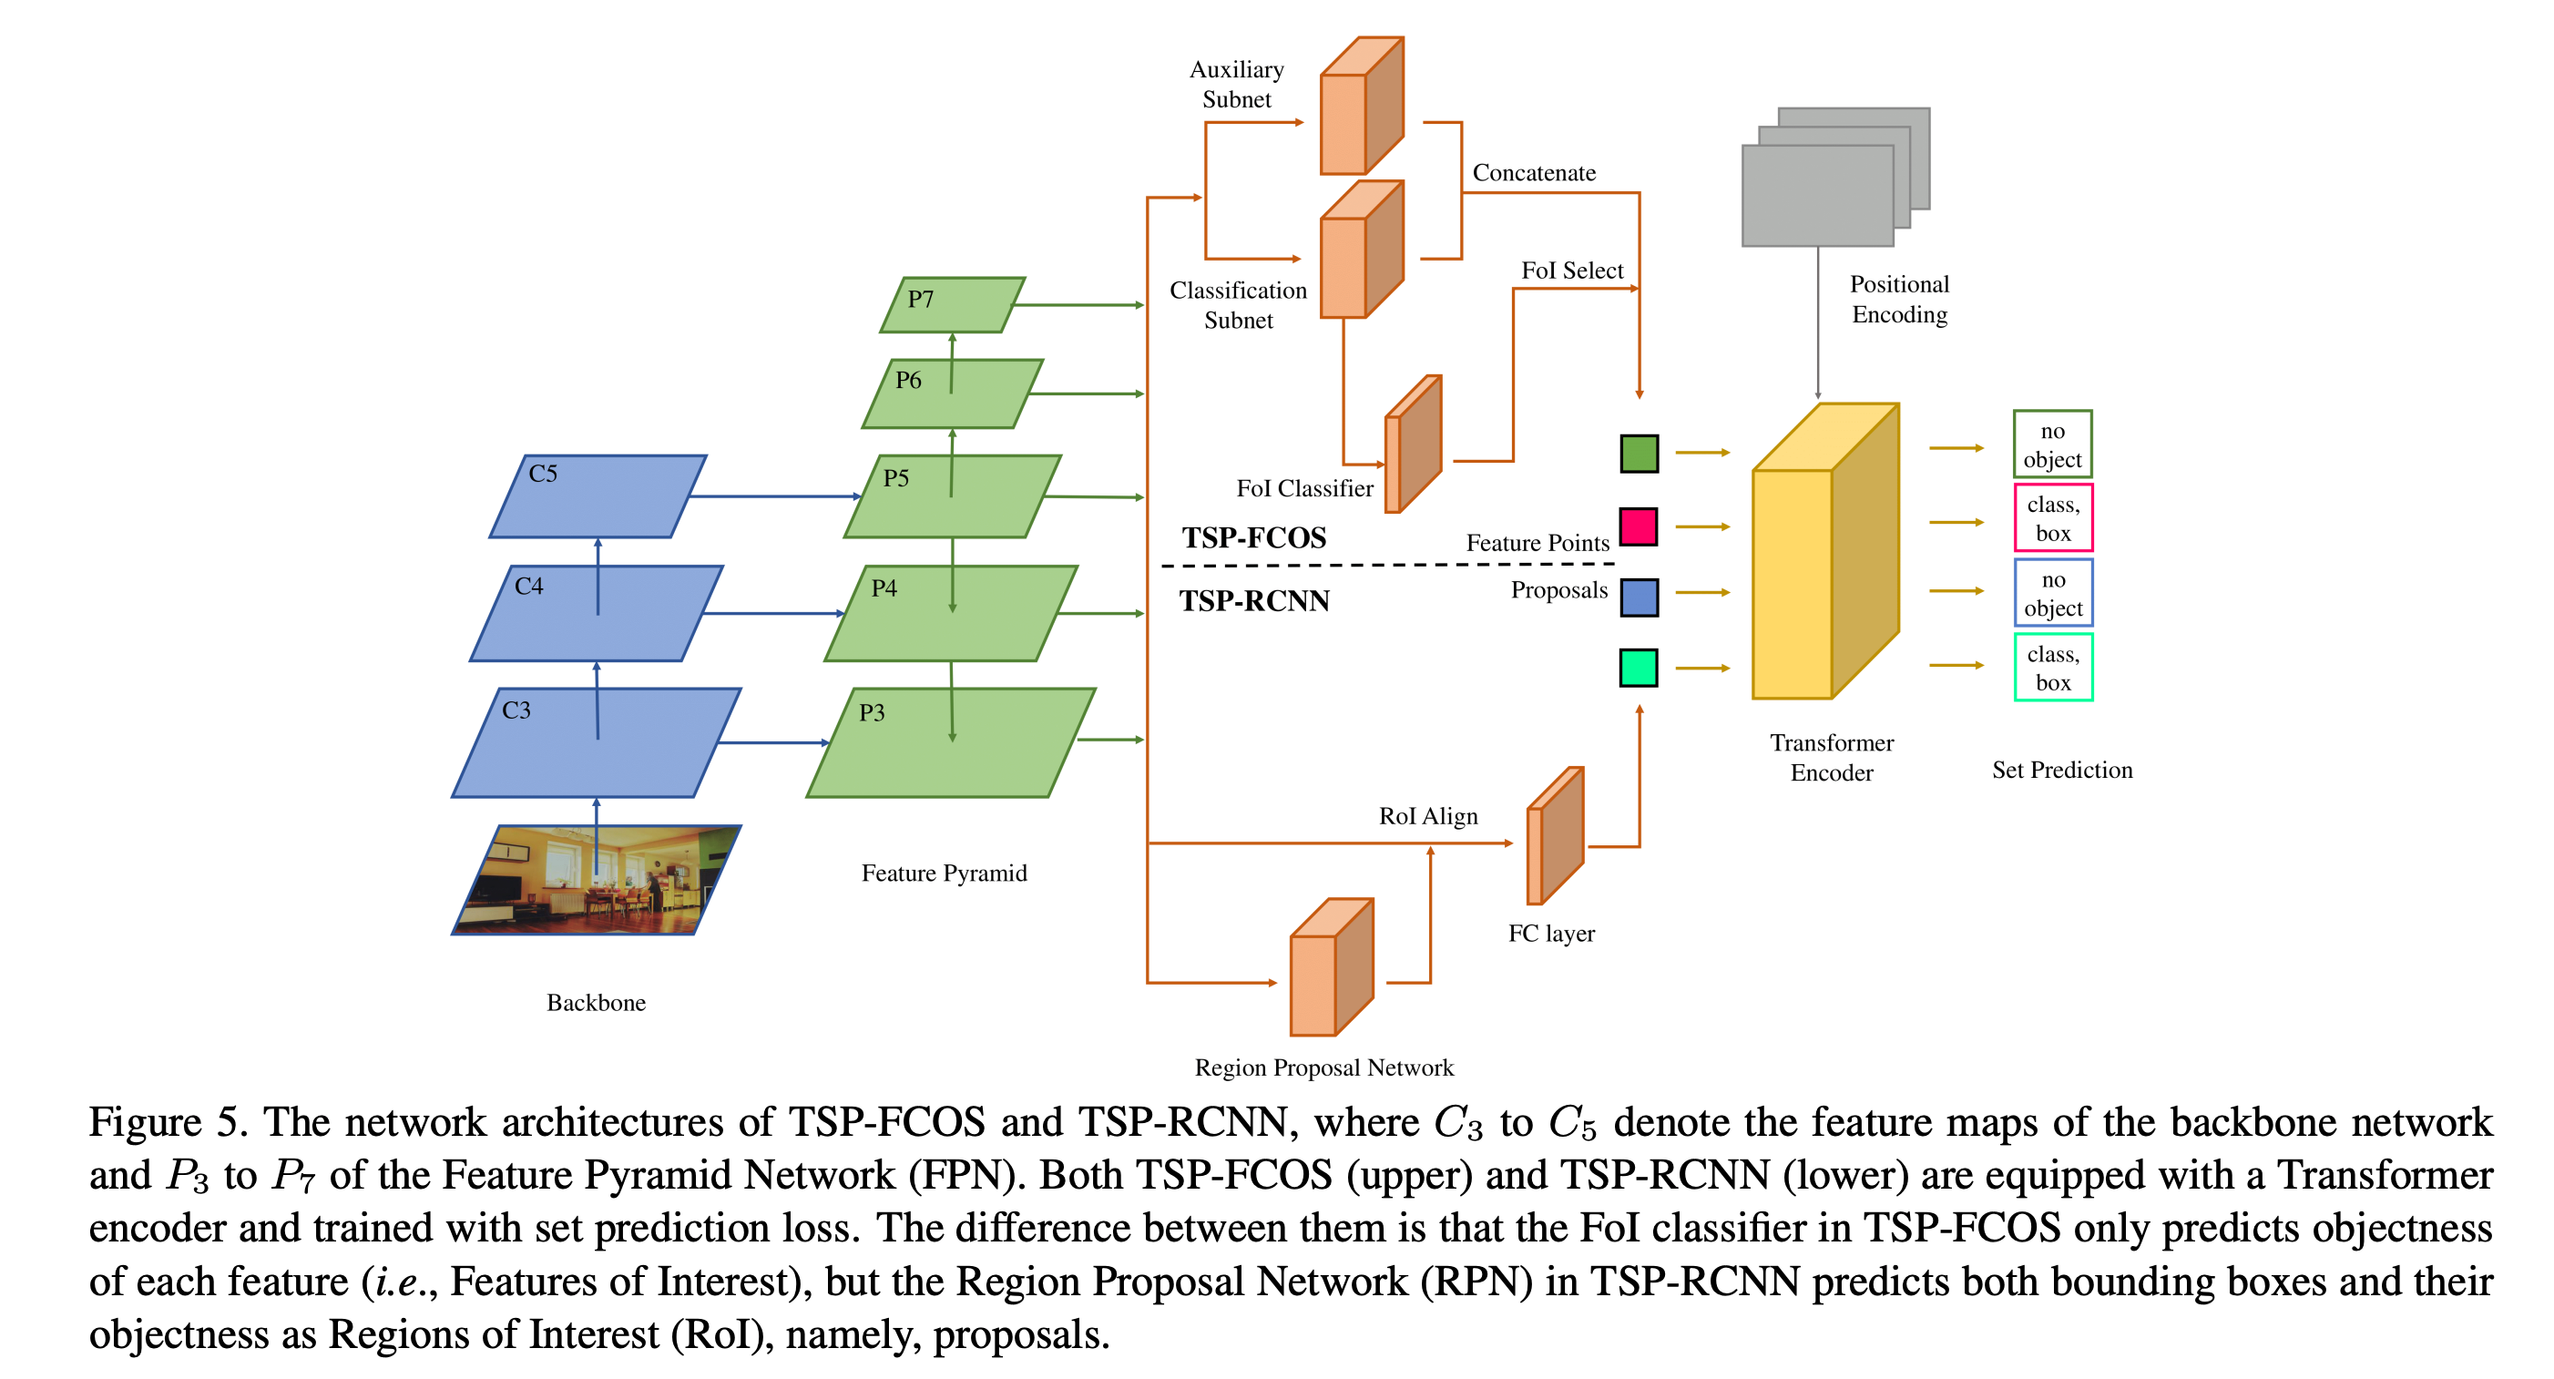 Auxiliary
Subnet
Concatenate
FoI Select
Classification
Subnet
Positional
Encoding
P7
P6
P5
P4
P3
C5
C4
C3
FoI Classifier
TSP-FCOS
Feature Points
Proposals
TSP-RCNN
no
object
class,
box
no
object
class,
box
Transformer
Encoder
Set Prediction
RoI Align
Feature Pyramid
FC layer
Backbone
Region Proposal Network
Figure 5. The network architectures of TSP-FCOS and TSP-RCNN, where C₃ to C₅ denote the feature maps of the backbone network
and P₃ to P₇ of the Feature Pyramid Network (FPN). Both TSP-FCOS (upper) and TSP-RCNN (lower) are equipped with a Transformer
encoder and trained with set prediction loss. The difference between them is that the FoI classifier in TSP-FCOS only predicts objectness
of each feature (i.e., Features of Interest), but the Region Proposal Network (RPN) in TSP-RCNN predicts both bounding boxes and their
objectness as Regions of Interest (RoI), namely, proposals.